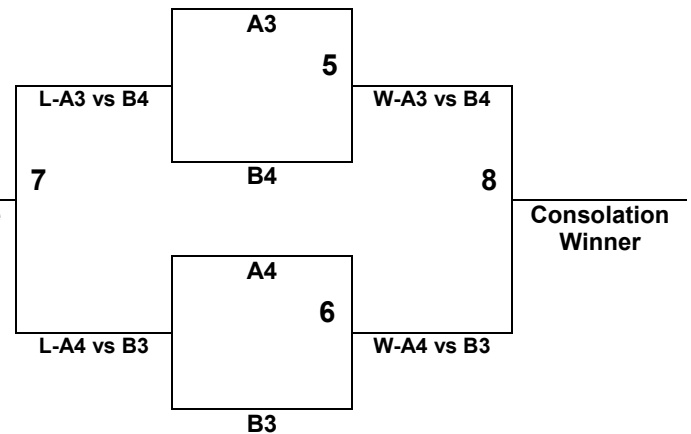 A3
5
L-A3 vs B4
W-A3 vs B4
7
B4
8
Consolation
Winner
A4
6
L-A4 vs B3
W-A4 vs B3
B3